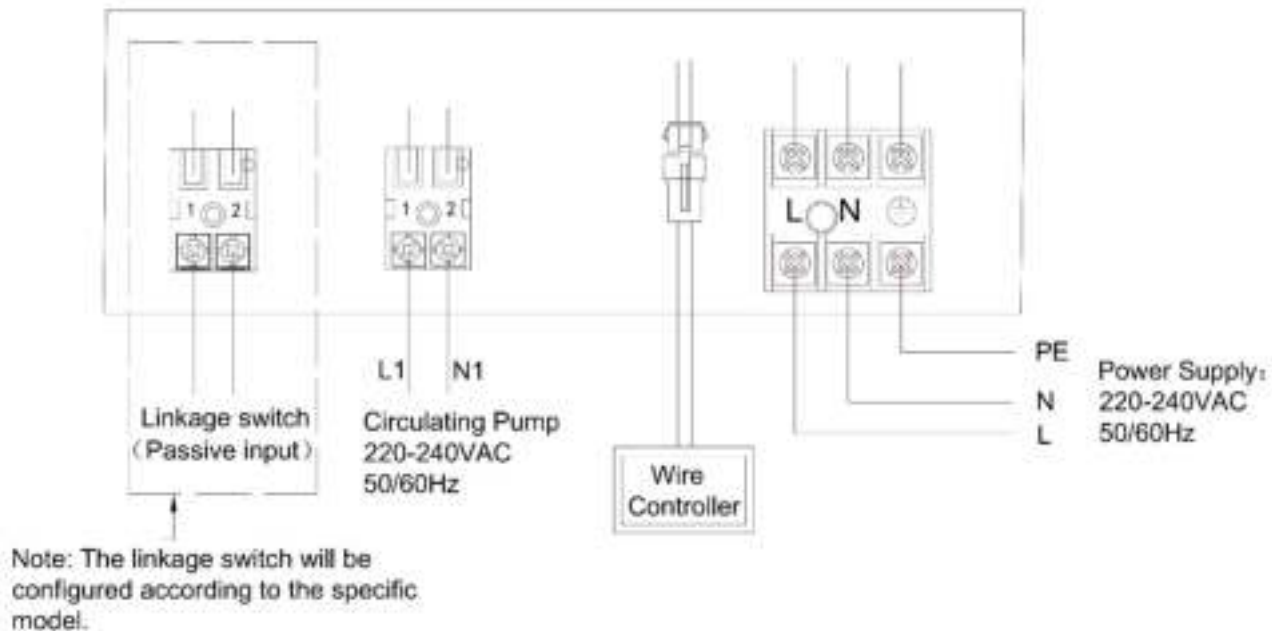 1 2
1 2
L N
L1 N1
Linkage switch
(Passive input)
Circulating Pump
220-240VAC
50/60Hz
Wire
Controller
PE
N
L
Power Supply:
220-240VAC
50/60Hz
Note: The linkage switch will be
configured according to the specific
model.